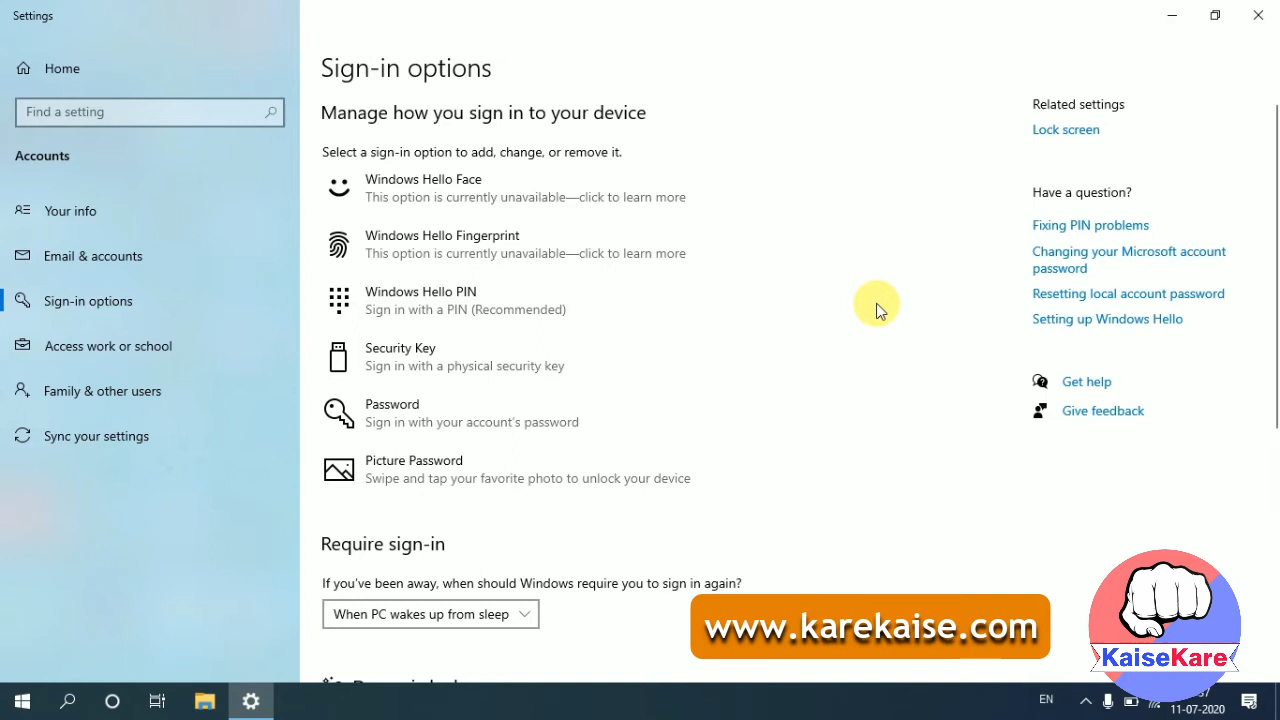 Settings
Home
Find a setting
Accounts
Your info
Email & accounts
Sign-in options
Access work or school
Family & other users
Sync your settings
Sign-in options
Manage how you sign in to your device
Select a sign-in option to add, change, or remove it.
Windows Hello Face
This option is currently unavailable—click to learn more
Windows Hello Fingerprint
This option is currently unavailable—click to learn more
Windows Hello PIN
Sign in with a PIN (Recommended)
Security Key
Sign in with a physical security key
Password
Sign in with your account's password
Picture Password
Swipe and tap your favorite photo to unlock your device
Require sign-in
If you've been away, when should Windows require you to sign in again?
When PC wakes up from sleep
Related settings
Lock screen
Have a question?
Fixing PIN problems
Changing your Microsoft account
password
Resetting local account password
Setting up Windows Hello
Get help
Give feedback
www.karekaise.com
KaiseKare
EN
11-07-2020